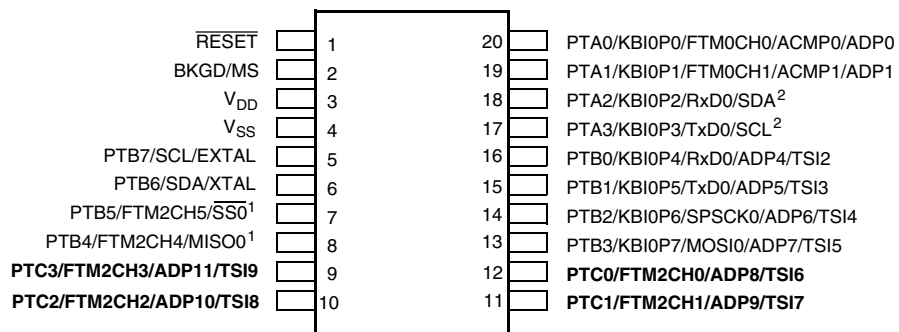 RESET 1 20 PTA0/KBI0P0/FTM0CH0/ACMP0/ADP0
BKGD/MS 2 19 PTA1/KBI0P1/FTM0CH1/ACMP1/ADP1
VDD 3 18 PTA2/KBI0P2/RxD0/SDA2
VSS 4 17 PTA3/KBI0P3/TxD0/SCL2
PTB7/SCL/EXTAL 5 16 PTB0/KBI0P4/RxD0/ADP4/TSI2
PTB6/SDA/XTAL 6 15 PTB1/KBI0P5/TxD0/ADP5/TSI3
PTB5/FTM2CH5/SS01 7 14 PTB2/KBI0P6/SPSCK0/ADP6/TSI4
PTB4/FTM2CH4/MISO01 8 13 PTB3/KBI0P7/MOSI0/ADP7/TSI5
PTC3/FTM2CH3/ADP11/TSI9 9 12 PTC0/FTM2CH0/ADP8/TSI6
PTC2/FTM2CH2/ADP10/TSI8 10 11 PTC1/FTM2CH1/ADP9/TSI7